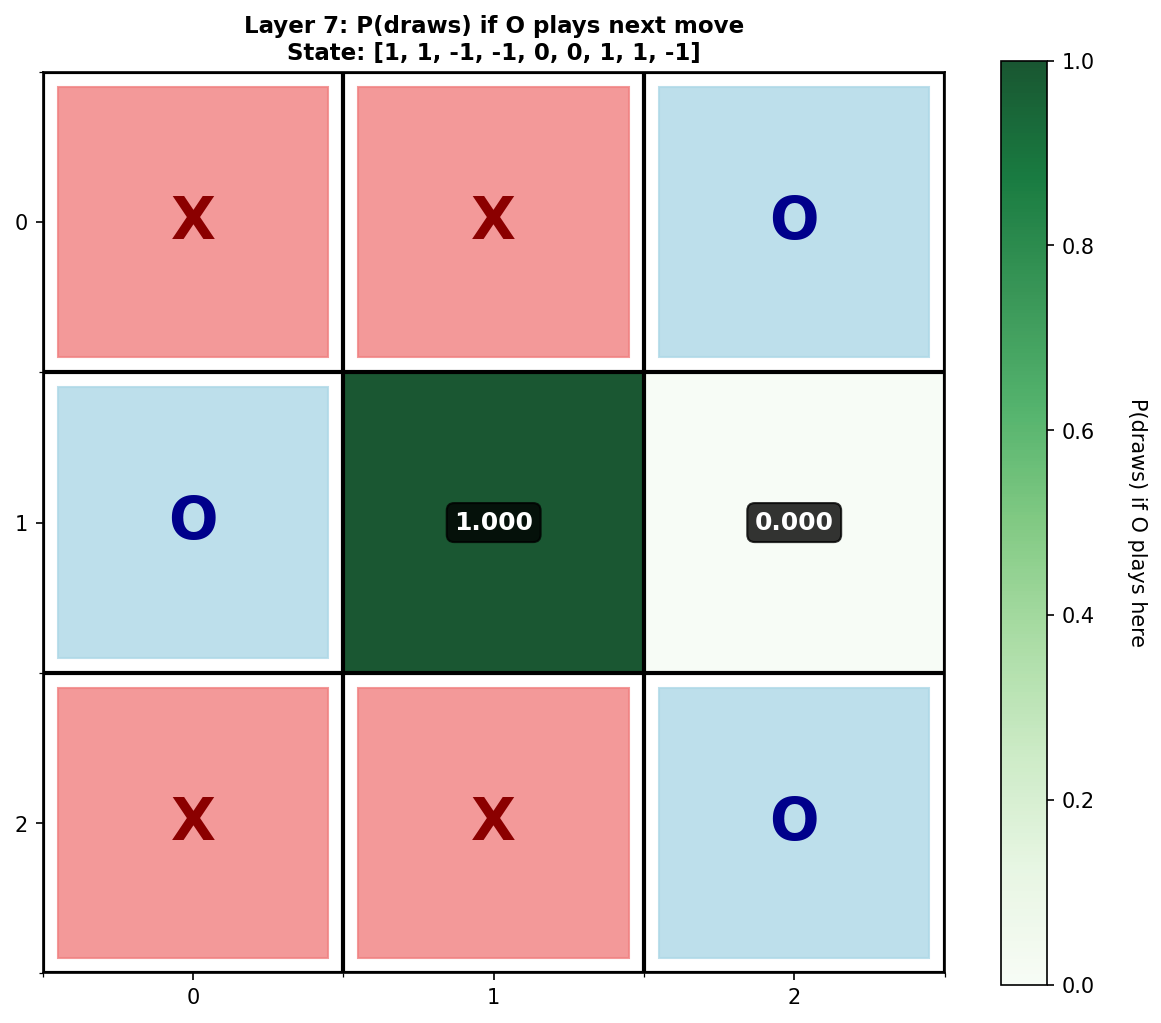 Layer 7: P(draws) if O plays next move
State: [1, 1, -1, -1, 0, 0, 1, 1, -1]
X X O
O 1.000 0.000
X X O
0
1
2
0 1 2
1.0
0.8
0.6
0.4
0.2
0.0
P(draws) if O plays here